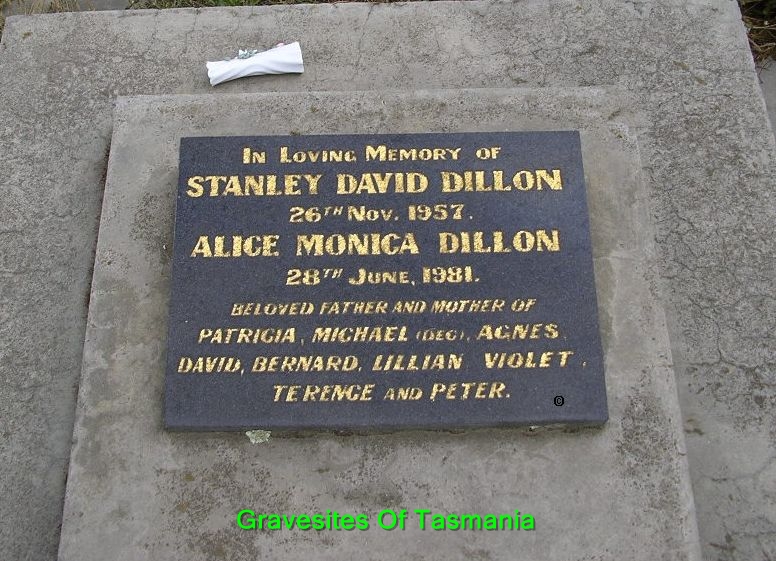 IN LOVING MEMORY OF
STANLEY DAVID DILLON
26TH NOV. 1957.
ALICE MONICA DILLON
28TH JUNE, 1981.
BELOVED FATHER AND MOTHER OF
PATRICIA, MICHAEL (DEC), AGNES,
DAVID, BERNARD, LILLIAN VIOLET,
TERENCE AND PETER.
©
Gravesites Of Tasmania